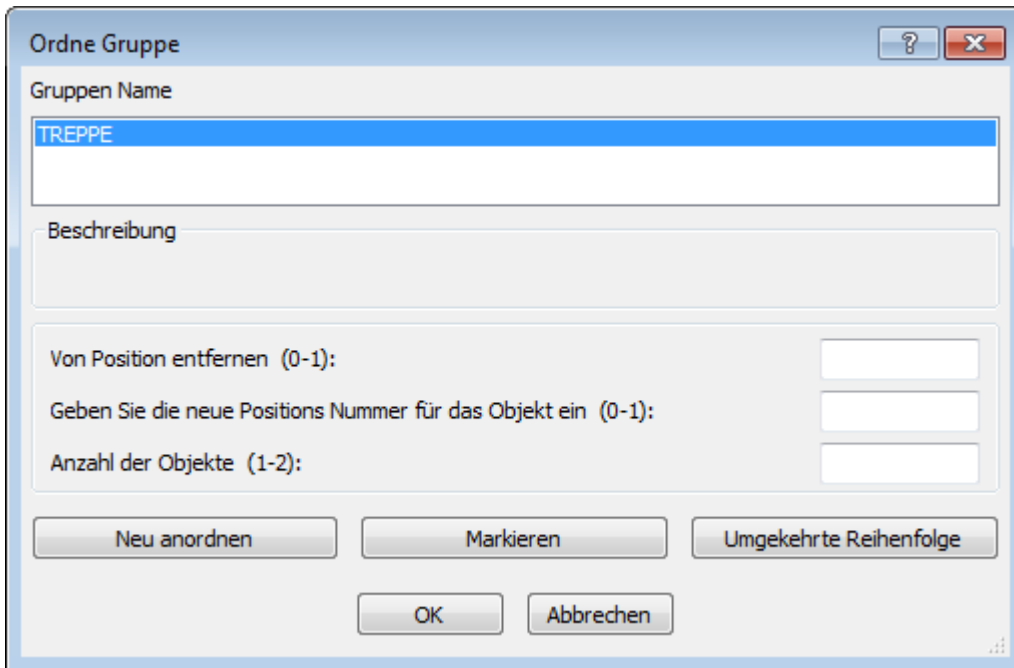 Ordne Gruppe
Gruppen Name
TREPPE
Beschreibung
Von Position entfernen (0-1):
Geben Sie die neue Positions Nummer für das Objekt ein (0-1):
Anzahl der Objekte (1-2):
Neu anordnen Markieren Umgekehrte Reihenfolge
OK Abbrechen